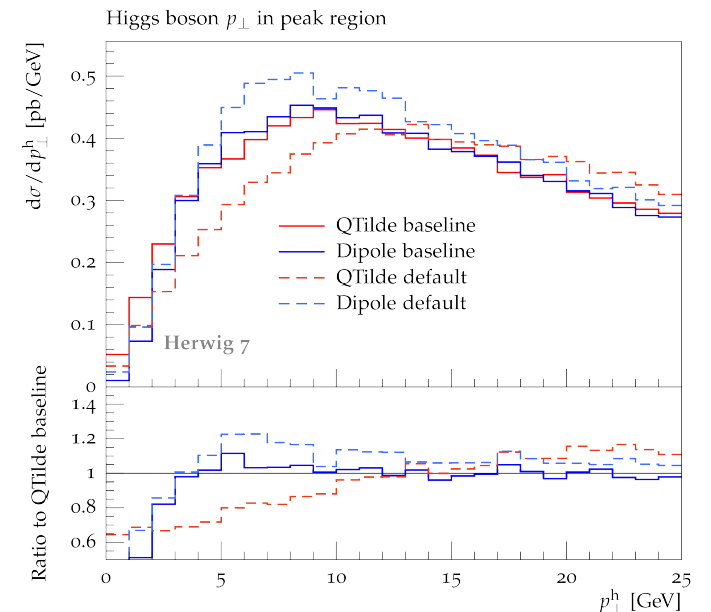 Higgs boson p⊥ in peak region
dσ/dp⊥ʰ [pb/GeV]
0.5
0.4
0.3
0.2
0.1
0
QTilde baseline
Dipole baseline
QTilde default
Dipole default
Herwig 7
Ratio to QTilde baseline
1.4
1.2
1
0.8
0.6
0 5 10 15 20 25
p⊥ʰ [GeV]